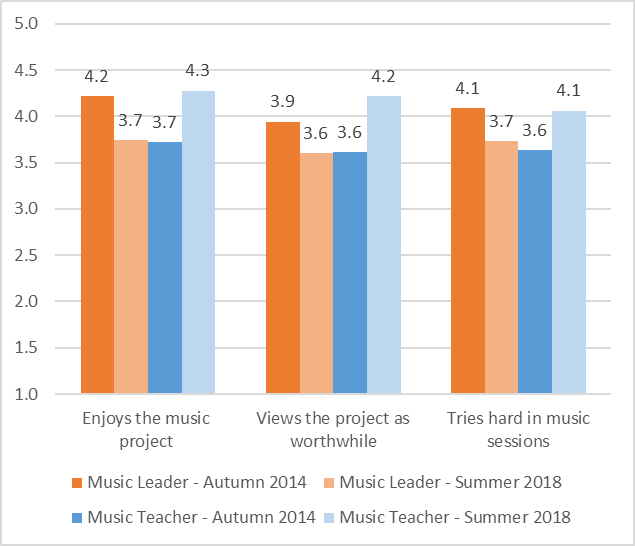 5.0
4.5
4.0
3.5
3.0
2.5
2.0
1.5
1.0
4.2
3.7
3.7
4.3
3.9
3.6
3.6
4.2
4.1
3.7
3.6
4.1
Enjoys the music
project
Views the project as
worthwhile
Tries hard in music
sessions
Music Leader - Autumn 2014
Music Leader - Summer 2018
Music Teacher - Autumn 2014
Music Teacher - Summer 2018